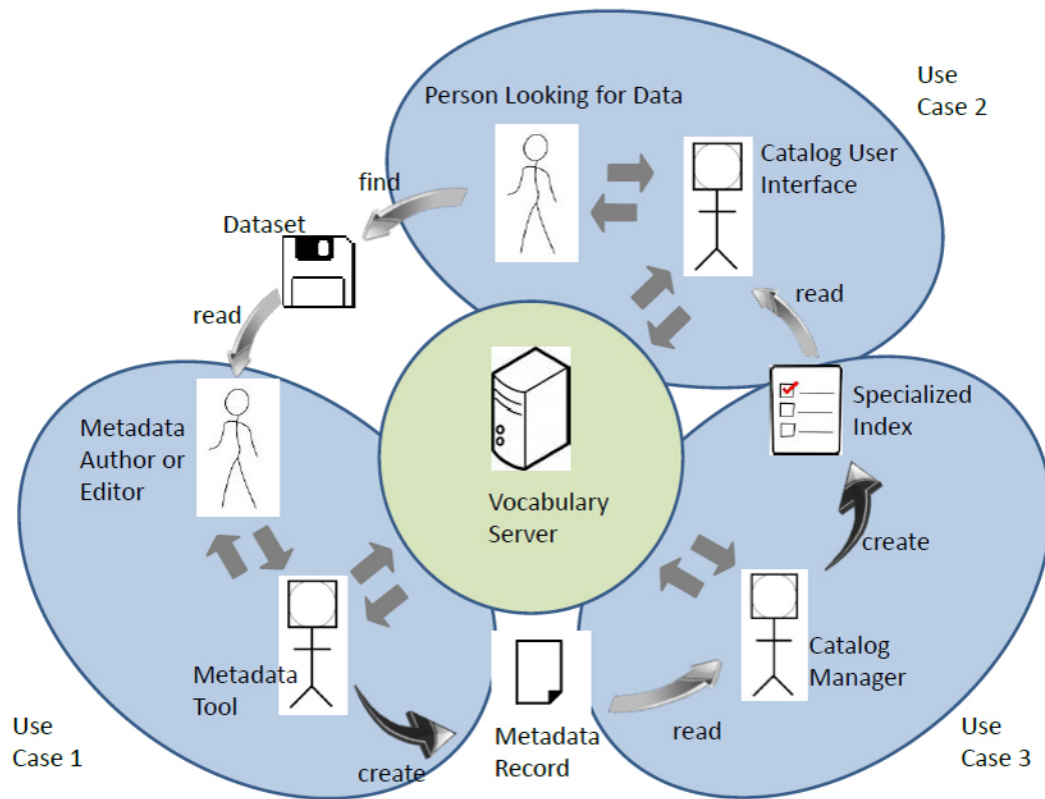 Use
Case 2
Person Looking for Data
Catalog User
Interface
find
Dataset
read
read
Metadata
Author or
Editor
Vocabulary
Server
Specialized
Index
create
Metadata
Tool
Catalog
Manager
Use
Case 1
create
Metadata
Record
read
Use
Case 3